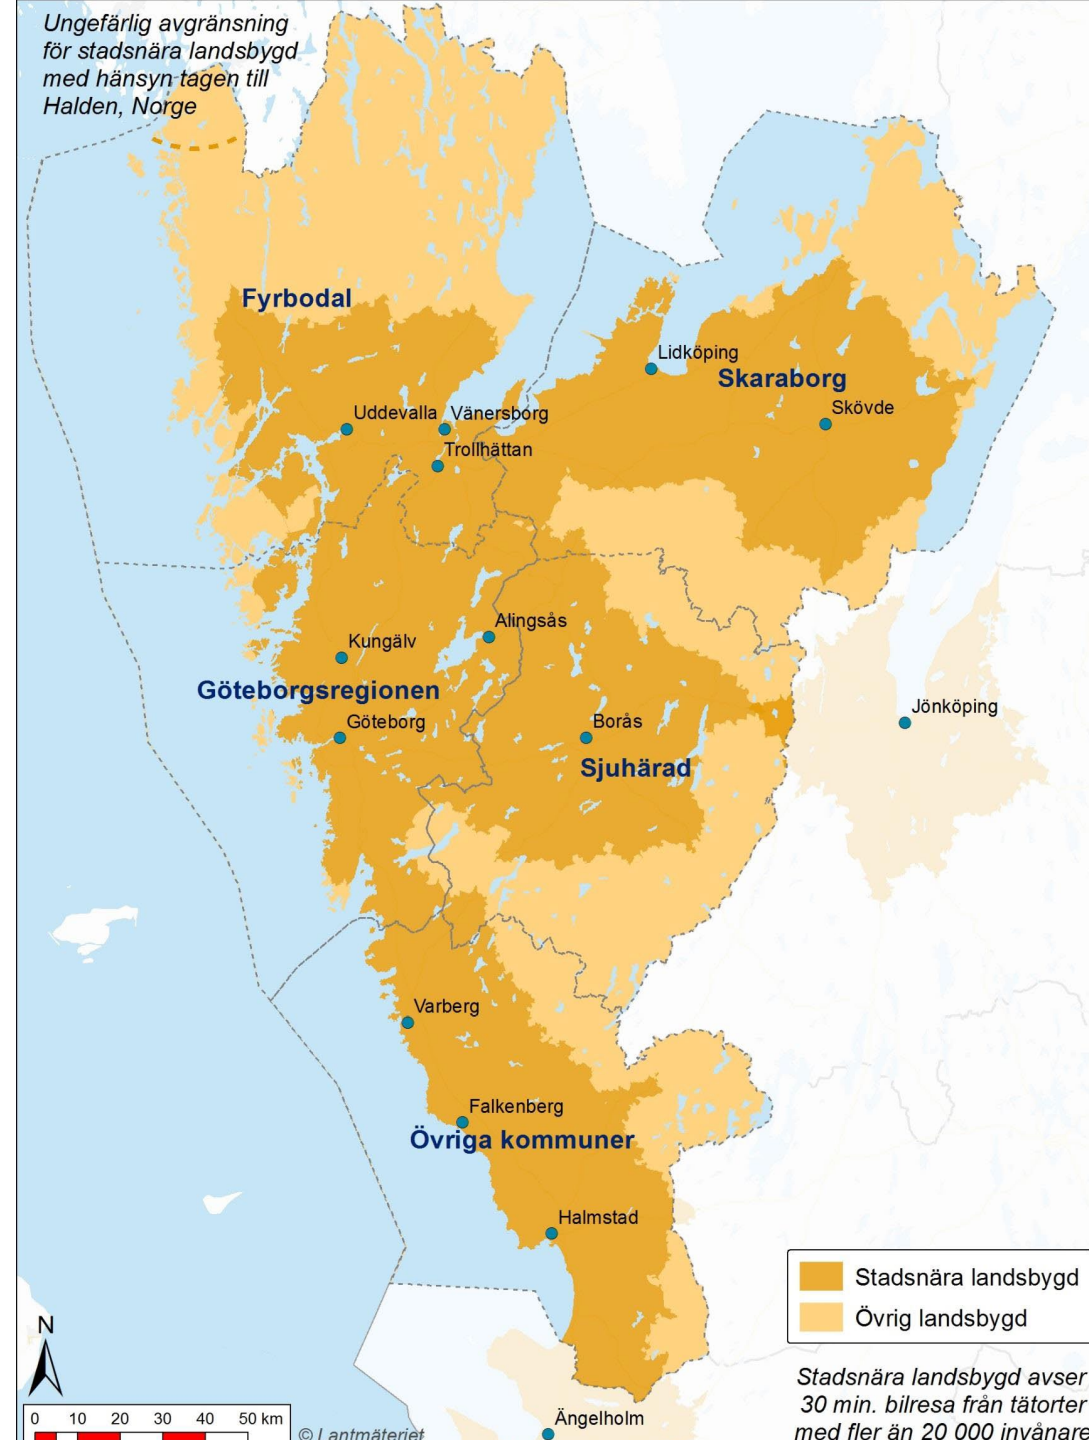 Ungefärlig avgränsning
för stadsnära landsbygd
med hänsyn tagen till
Halden, Norge
Fyrbodal
Lidköping
Skaraborg
Skövde
Uddevalla
Vänersborg
Trollhättan
Alingsås
Kungälv
Göteborgsregionen
Göteborg
Borås
Sjuhärad
Jönköping
Varberg
Falkenberg
Övriga kommuner
Halmstad
Stadsnära landsbygd
Övrig landsbygd
Stadsnära landsbygd avser
30 min. bilresa från tätorter
med fler än 20 000 invånare
N
0 10 20 30 40 50 km
© Lantmäteriet
Ängelholm